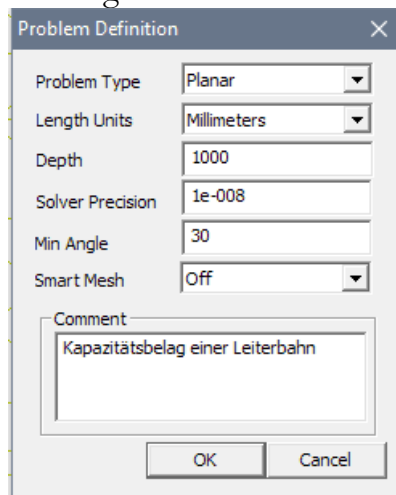 Problem Definition
Problem Type Planar
Length Units Millimeters
Depth 1000
Solver Precision 1e-008
Min Angle 30
Smart Mesh Off
Comment
Kapazitätsbelag einer Leiterbahn
OK Cancel